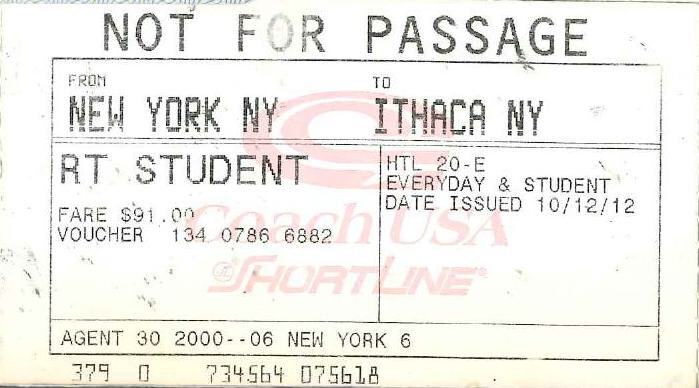 NOT FOR PASSAGE
FROM
TO
NEW YORK NY
ITHACA NY
RT STUDENT
HTL 20-E
EVERYDAY & STUDENT
DATE ISSUED 10/12/12
FARE $91.00
VOUCHER 134 0786 6882
Coach USA
SHORTLINE®
AGENT 30 2000--06 NEW YORK 6
379 0 734564 075618